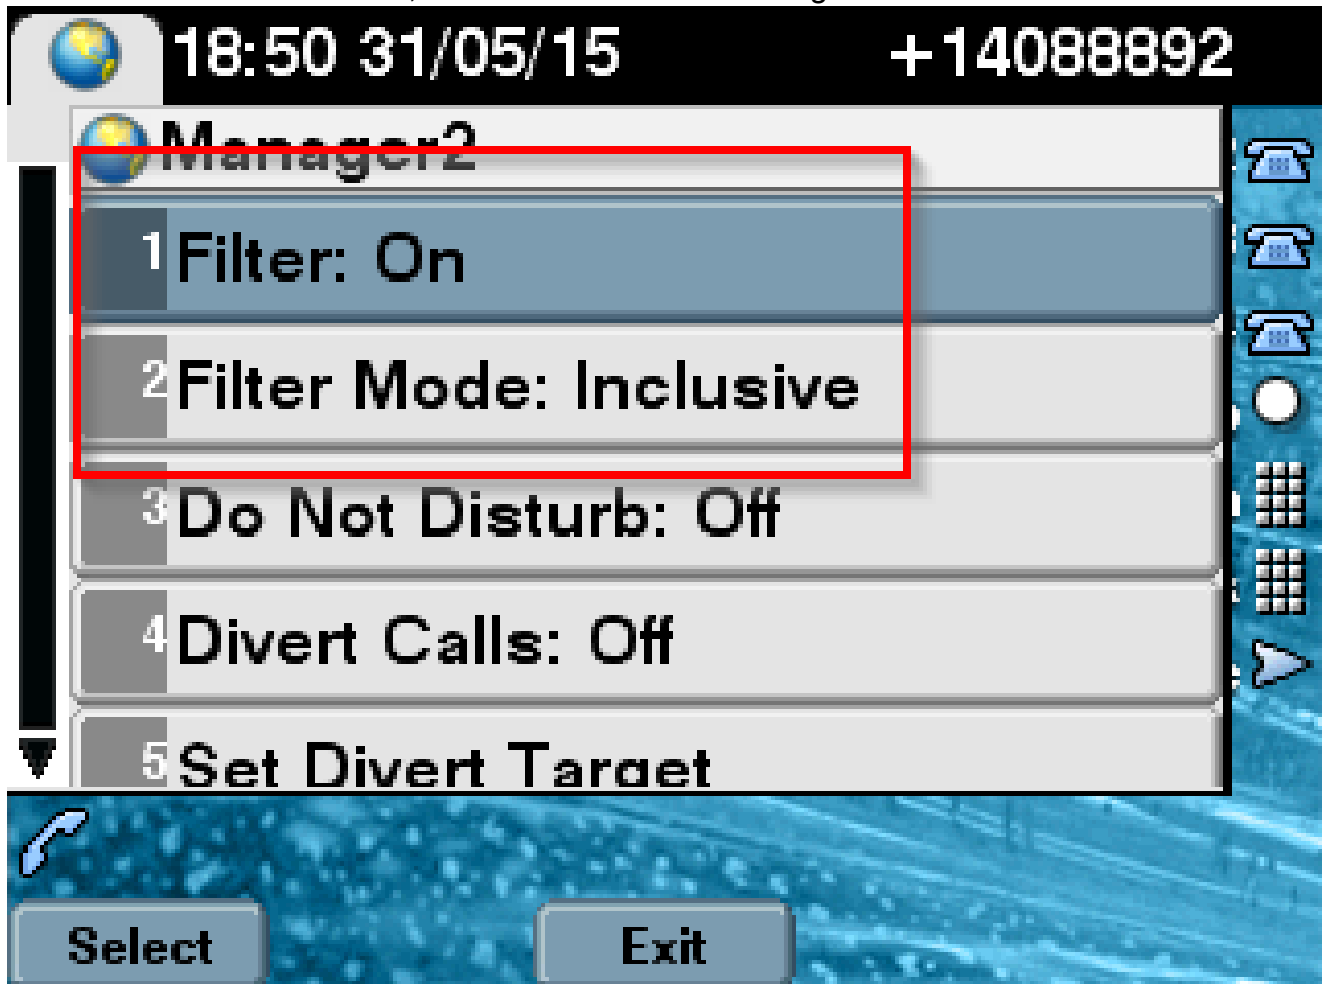 18:50 31/05/15 +14088892
Manager2
1 Filter: On
2 Filter Mode: Inclusive
3 Do Not Disturb: Off
4 Divert Calls: Off
5 Set Divert Target
Select Exit